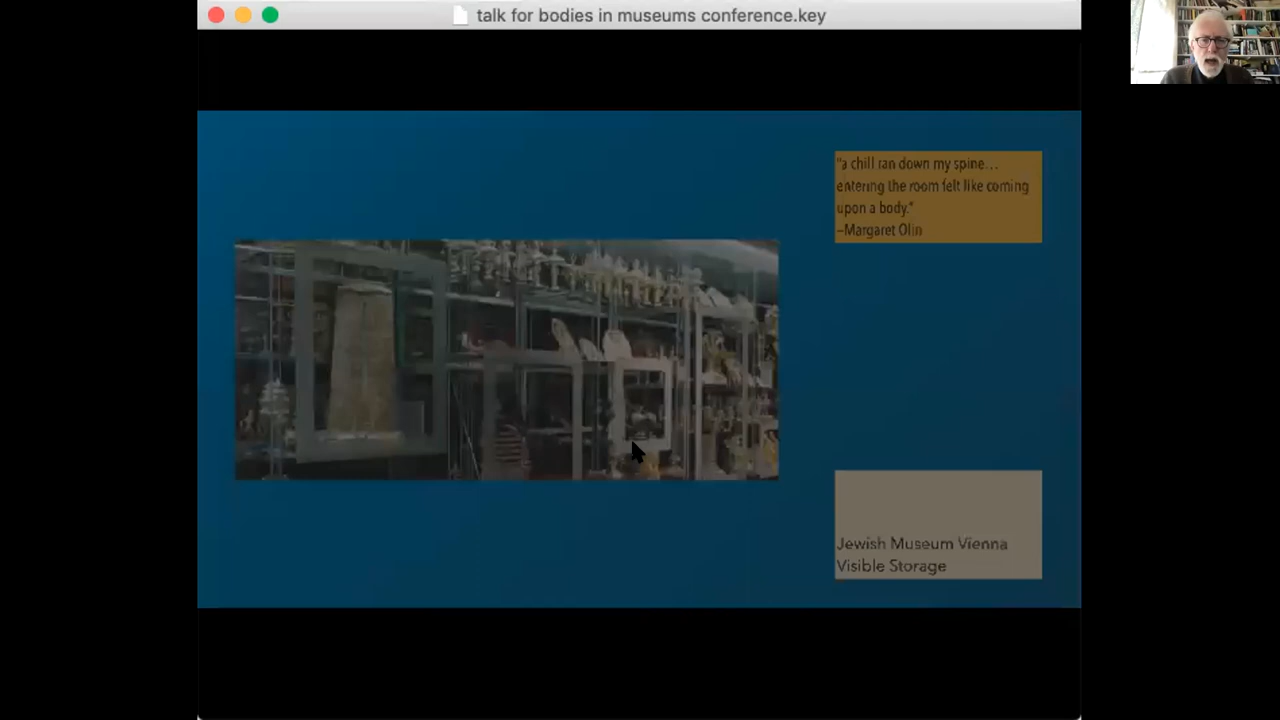 talk for bodies in museums conference.key
"a chill ran down my spine…
entering the room felt like coming
upon a body."
–Margaret Olin
Jewish Museum Vienna
Visible Storage